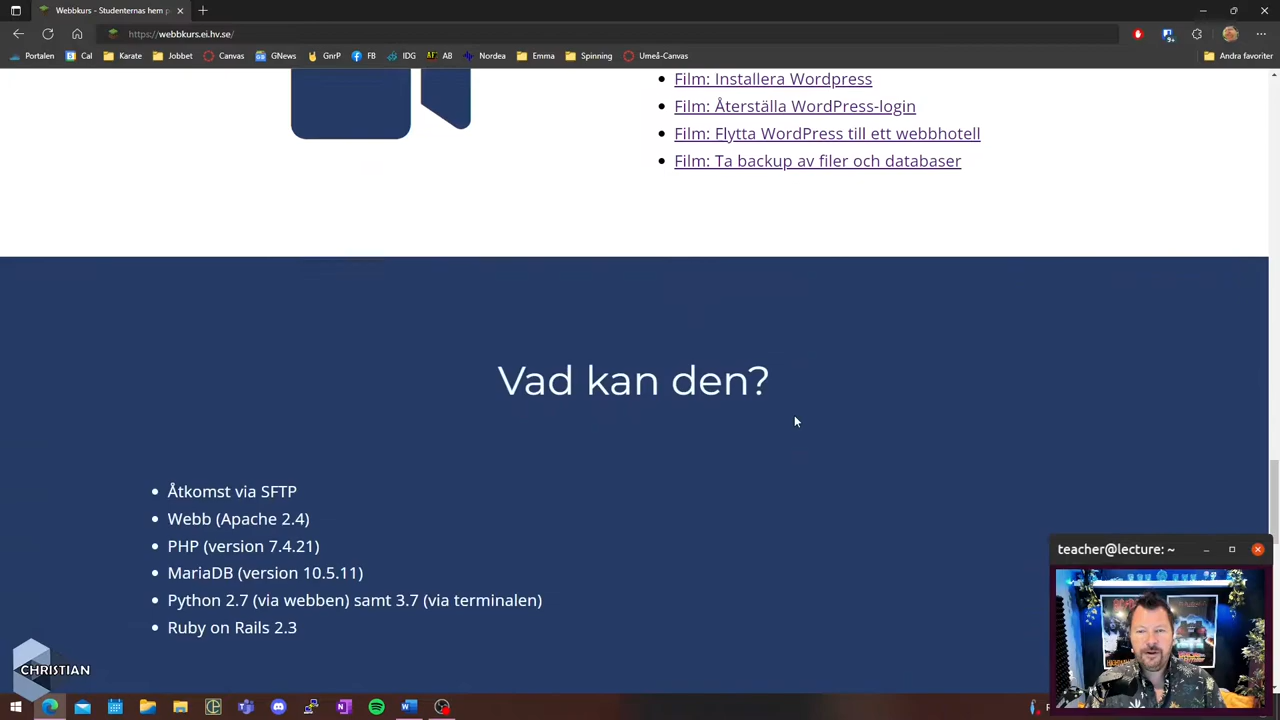 Webbkurs - Studenternas hem p
https://webbkurs.ei.hv.se/
Portalen Cal Karate Jobbet Canvas GNews GnrP FB IDG AB Nordea Emma Spinning Umeå-Canvas Andra favoriter
Film: Installera Wordpress
Film: Återställa WordPress-login
Film: Flytta WordPress till ett webbhotell
Film: Ta backup av filer och databaser
Vad kan den?
Åtkomst via SFTP
Webb (Apache 2.4)
PHP (version 7.4.21)
MariaDB (version 10.5.11)
Python 2.7 (via webben) samt 3.7 (via terminalen)
Ruby on Rails 2.3
teacher@lecture: ~
CHRISTIAN